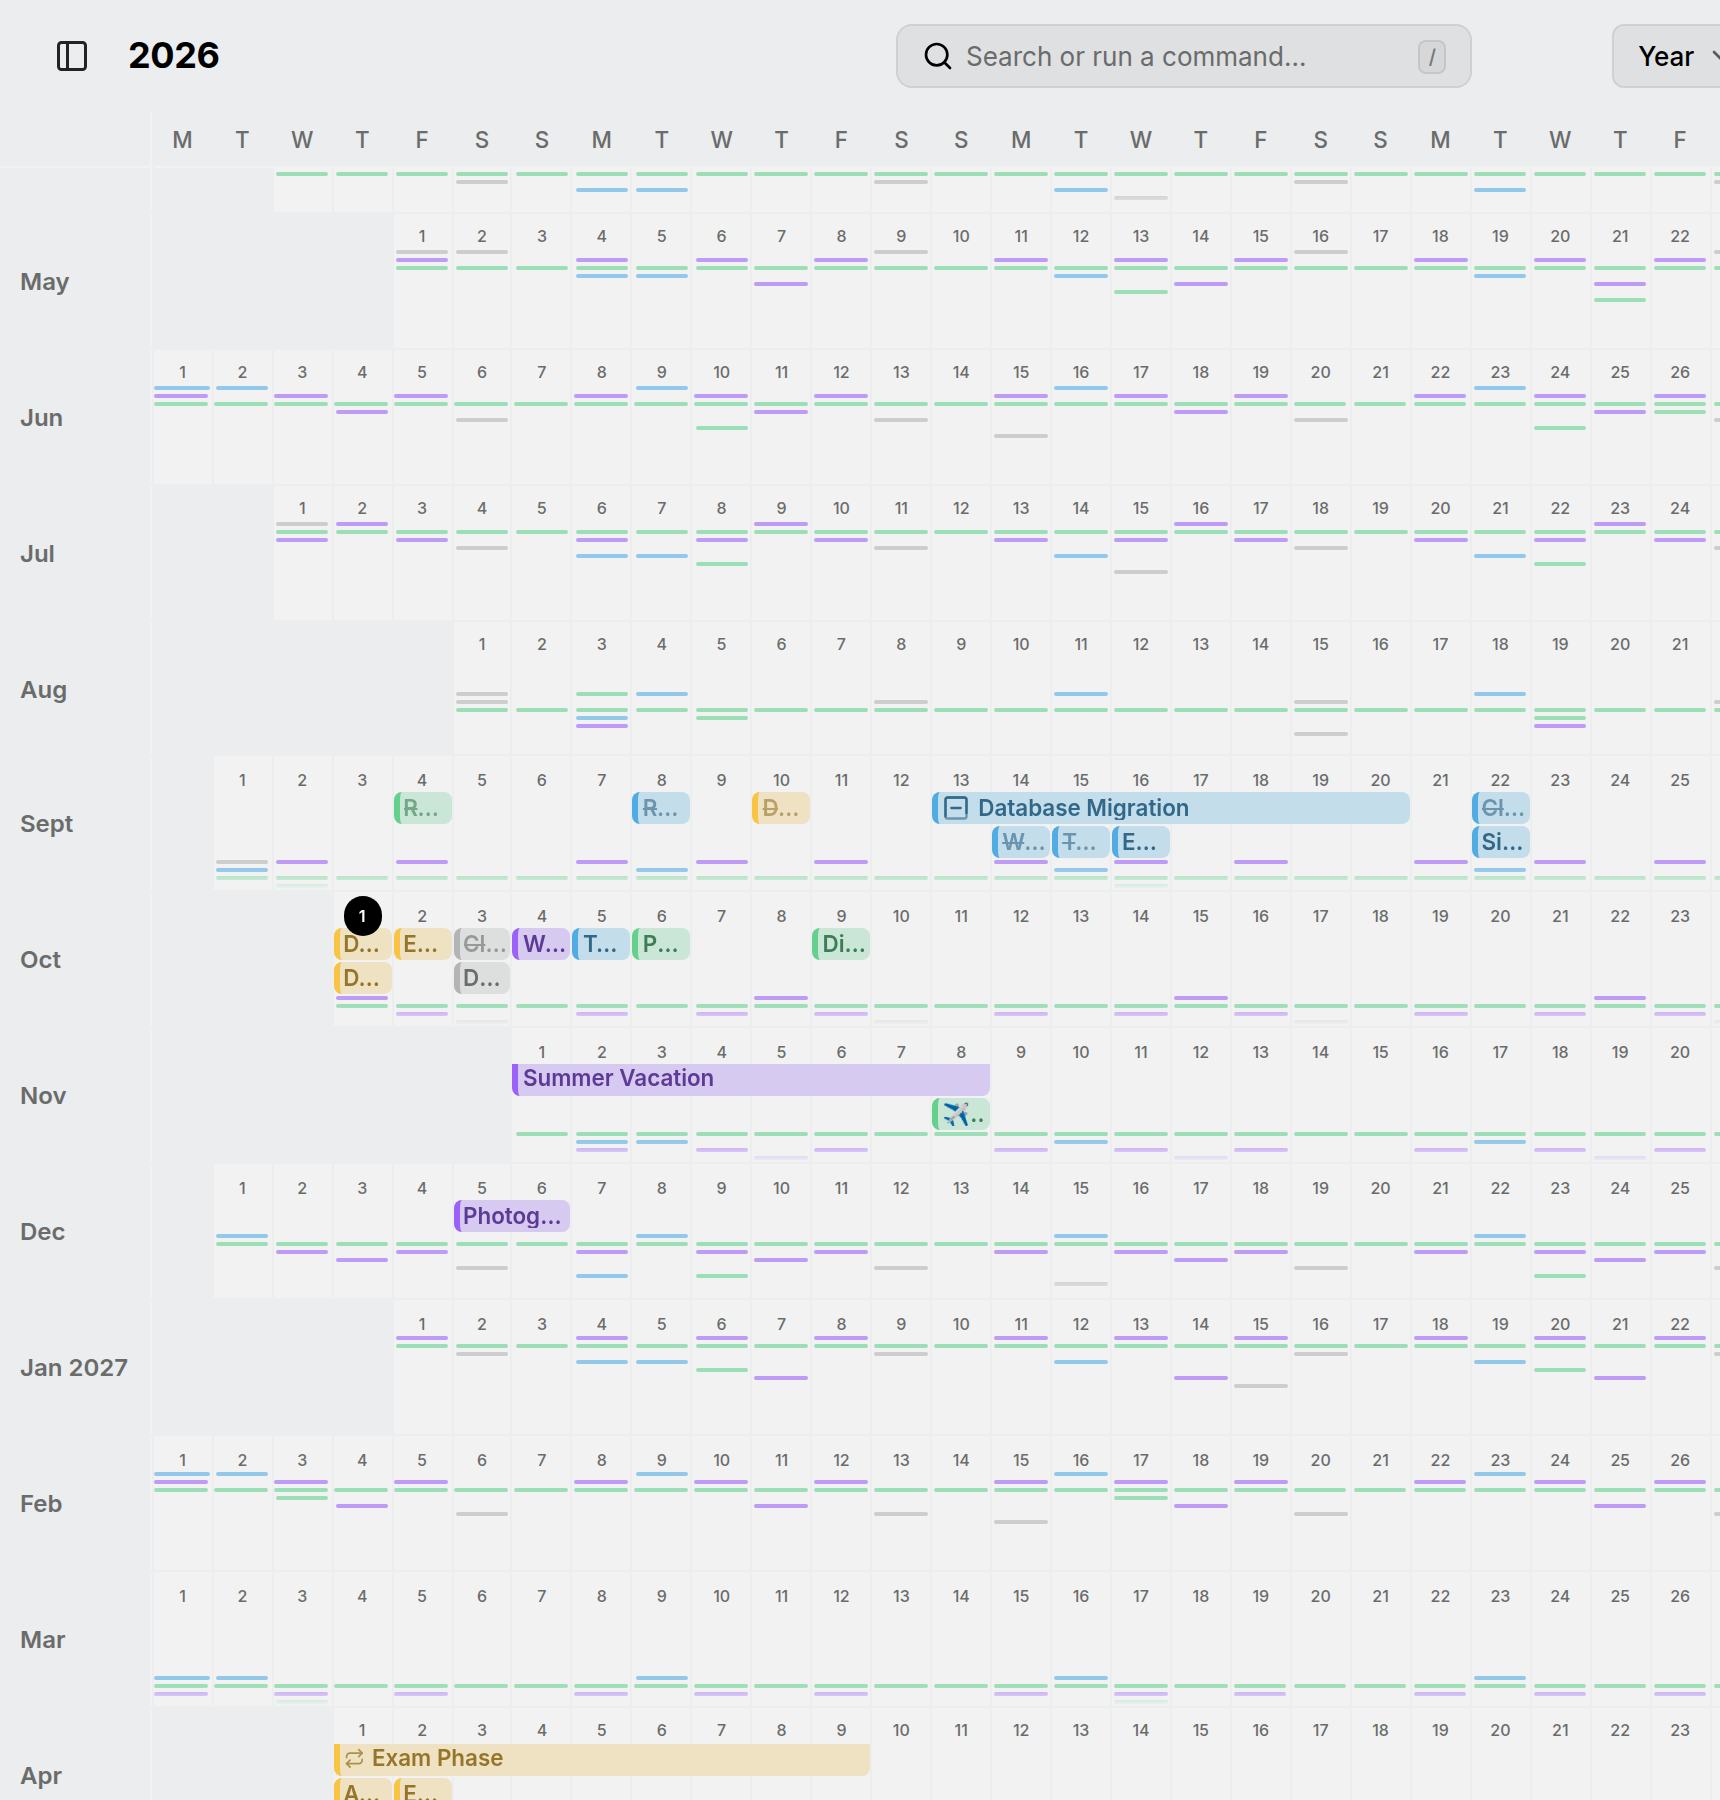 2026 Search or run a command... / Year
M T W T F S S M T W T F S S M T W T F S S M T W T F
1 2 3 4 5 6 7 8 9 10 11 12 13 14 15 16 17 18 19 20 21 22
May
1 2 3 4 5 6 7 8 9 10 11 12 13 14 15 16 17 18 19 20 21 22 23 24 25 26
Jun
1 2 3 4 5 6 7 8 9 10 11 12 13 14 15 16 17 18 19 20 21 22 23 24
Jul
1 2 3 4 5 6 7 8 9 10 11 12 13 14 15 16 17 18 19 20 21
Aug
1 2 3 4 5 6 7 8 9 10 11 12 13 14 15 16 17 18 19 20 21 22 23 24 25
R... R... D... Database Migration Cl...
Sept W... T... E... Si...
1 2 3 4 5 6 7 8 9 10 11 12 13 14 15 16 17 18 19 20 21 22 23
D... E... Cl... W... T... P... Di...
Oct D... D...
1 2 3 4 5 6 7 8 9 10 11 12 13 14 15 16 17 18 19 20
Summer Vacation
Nov ✈️..
1 2 3 4 5 6 7 8 9 10 11 12 13 14 15 16 17 18 19 20 21 22 23 24 25
Photog...
Dec
1 2 3 4 5 6 7 8 9 10 11 12 13 14 15 16 17 18 19 20 21 22
Jan 2027
1 2 3 4 5 6 7 8 9 10 11 12 13 14 15 16 17 18 19 20 21 22 23 24 25 26
Feb
1 2 3 4 5 6 7 8 9 10 11 12 13 14 15 16 17 18 19 20 21 22 23 24 25 26
Mar
1 2 3 4 5 6 7 8 9 10 11 12 13 14 15 16 17 18 19 20 21 22 23
Exam Phase
Apr A... E...